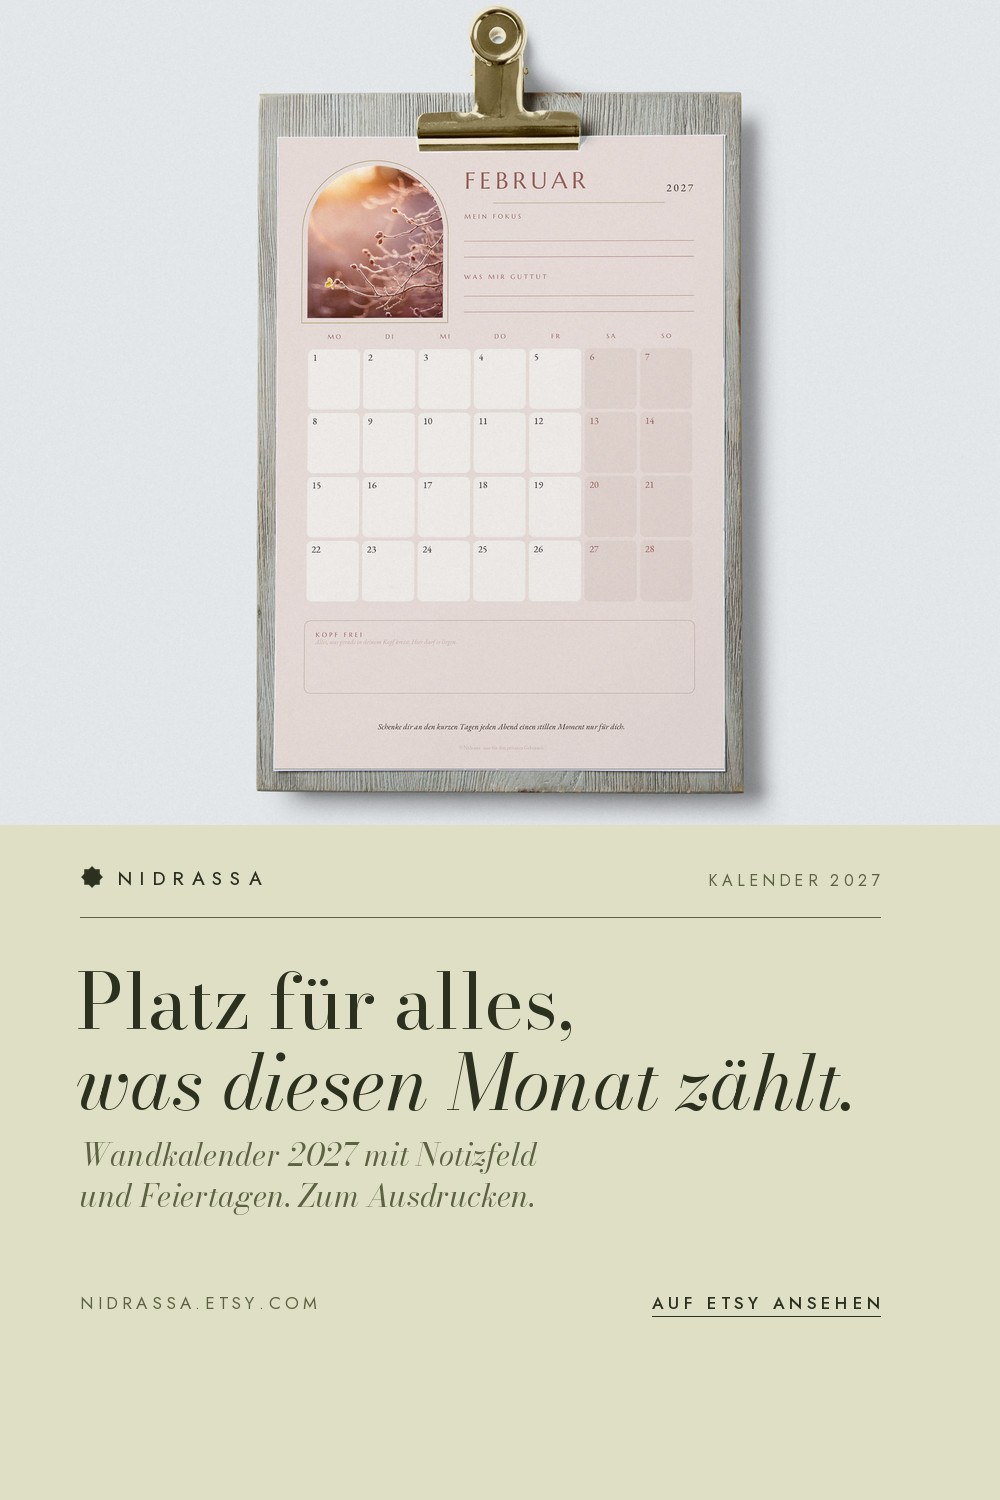 FEBRUAR
2027
MEIN FOKUS
WAS MIR GUTTUT
MO DI MI DO FR SA SO
1 2 3 4 5 6 7
8 9 10 11 12 13 14
15 16 17 18 19 20 21
22 23 24 25 26 27 28
KOPF FREI
Schenke dir an den kurzen Tagen jeden Abend einen stillen Moment nur für dich.
NIDRASSA
KALENDER 2027
Platz für alles,
was diesen Monat zählt.
Wandkalender 2027 mit Notizfeld
und Feiertagen. Zum Ausdrucken.
NIDRASSA.ETSY.COM
AUF ETSY ANSEHEN